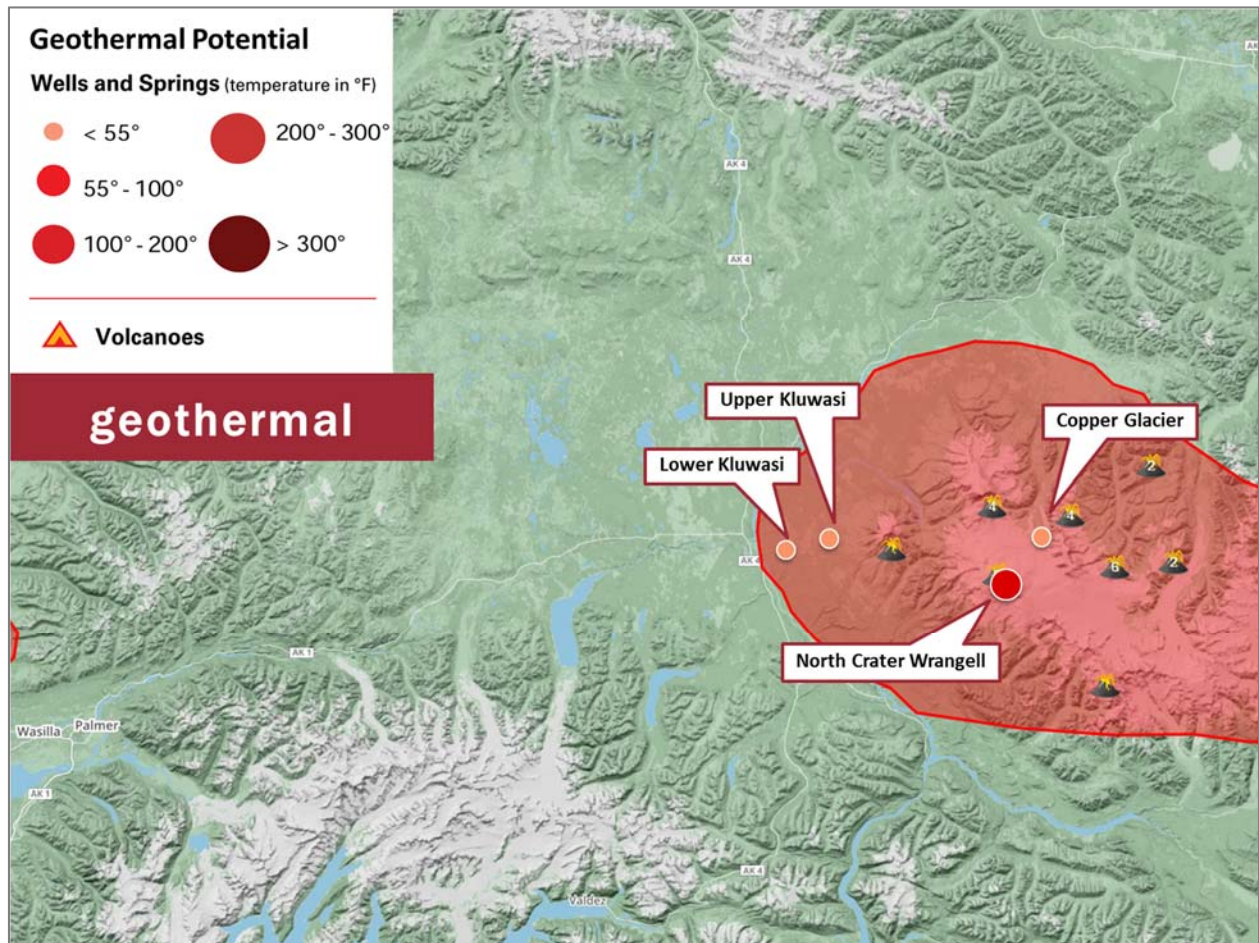 Geothermal Potential
Wells and Springs (temperature in °F)
< 55°
200° - 300°
55° - 100°
100° - 200°
> 300°
Volcanoes
geothermal
AK 4
AK 4
Upper Kluwasi
Copper Glacier
Lower Kluwasi
2
4
4
6
2
AK 4
North Crater Wrangell
AK 1
Wasilla
Palmer
AK 1
AK 4
Valdez